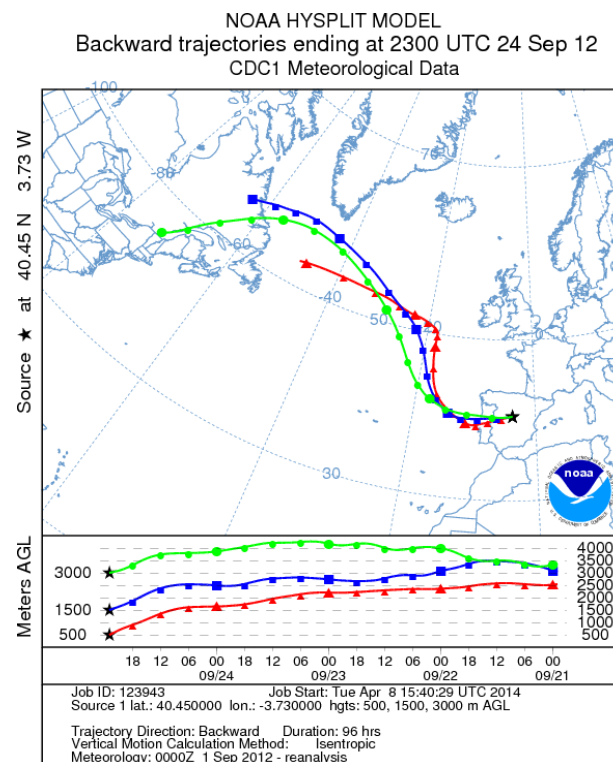 NOAA HYSPLIT MODEL
Backward trajectories ending at 2300 UTC 24 Sep 12
CDC1 Meteorological Data
Source ★ at 40.45 N 3.73 W
-100
-80
70
60
-40
50
-20
40
30
noaa
Meters AGL
3000
1500
500
4000
3500
3000
2500
2000
1500
1000
500
18 12 06 00 18 12 06 00 18 12 06 00 18 12 06 00
09/24 09/23 09/22 09/21
Job ID: 123943 Job Start: Tue Apr 8 15:40:29 UTC 2014
Source 1 lat.: 40.450000 lon.: -3.730000 hgts: 500, 1500, 3000 m AGL
Trajectory Direction: Backward Duration: 96 hrs
Vertical Motion Calculation Method: Isentropic
Meteorology: 0000Z 1 Sep 2012 - reanalysis